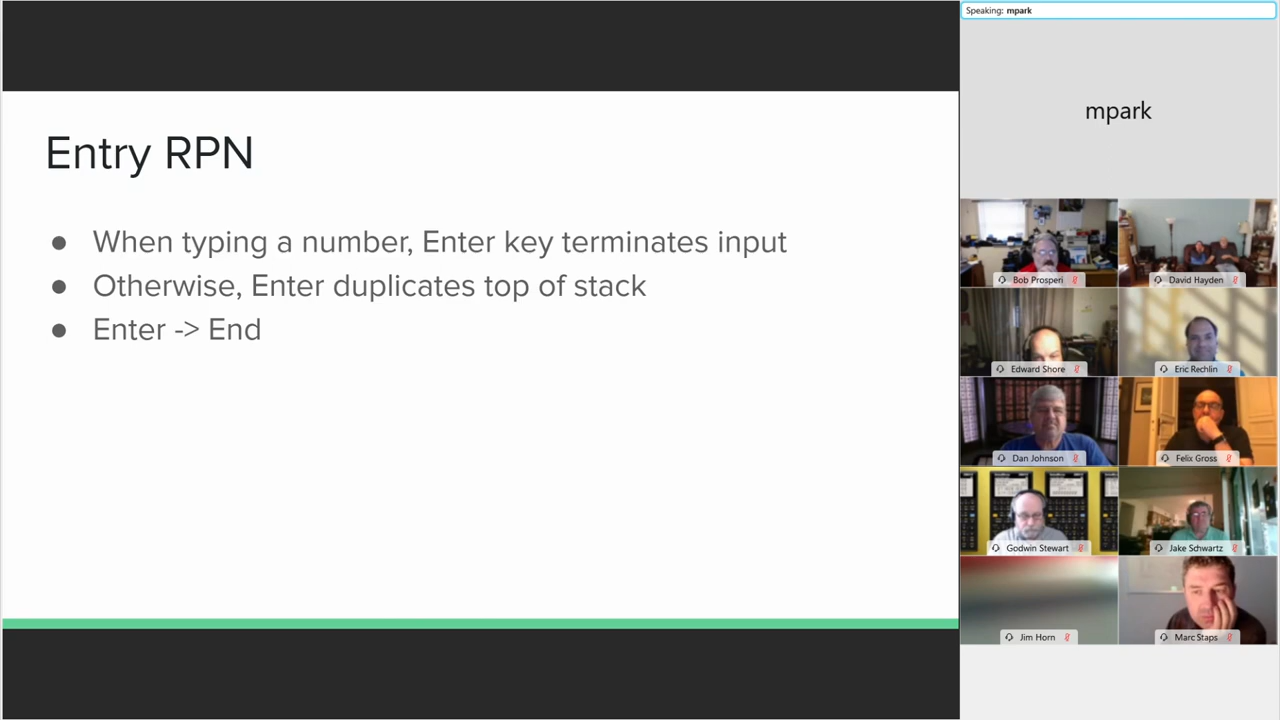 Entry RPN
● When typing a number, Enter key terminates input
● Otherwise, Enter duplicates top of stack
● Enter -> End
Speaking: mpark
mpark
Bob Prosperi
David Hayden
Edward Shore
Eric Rechlin
Dan Johnson
Felix Gross
Godwin Stewart
Jake Schwartz
Jim Horn
Marc Staps